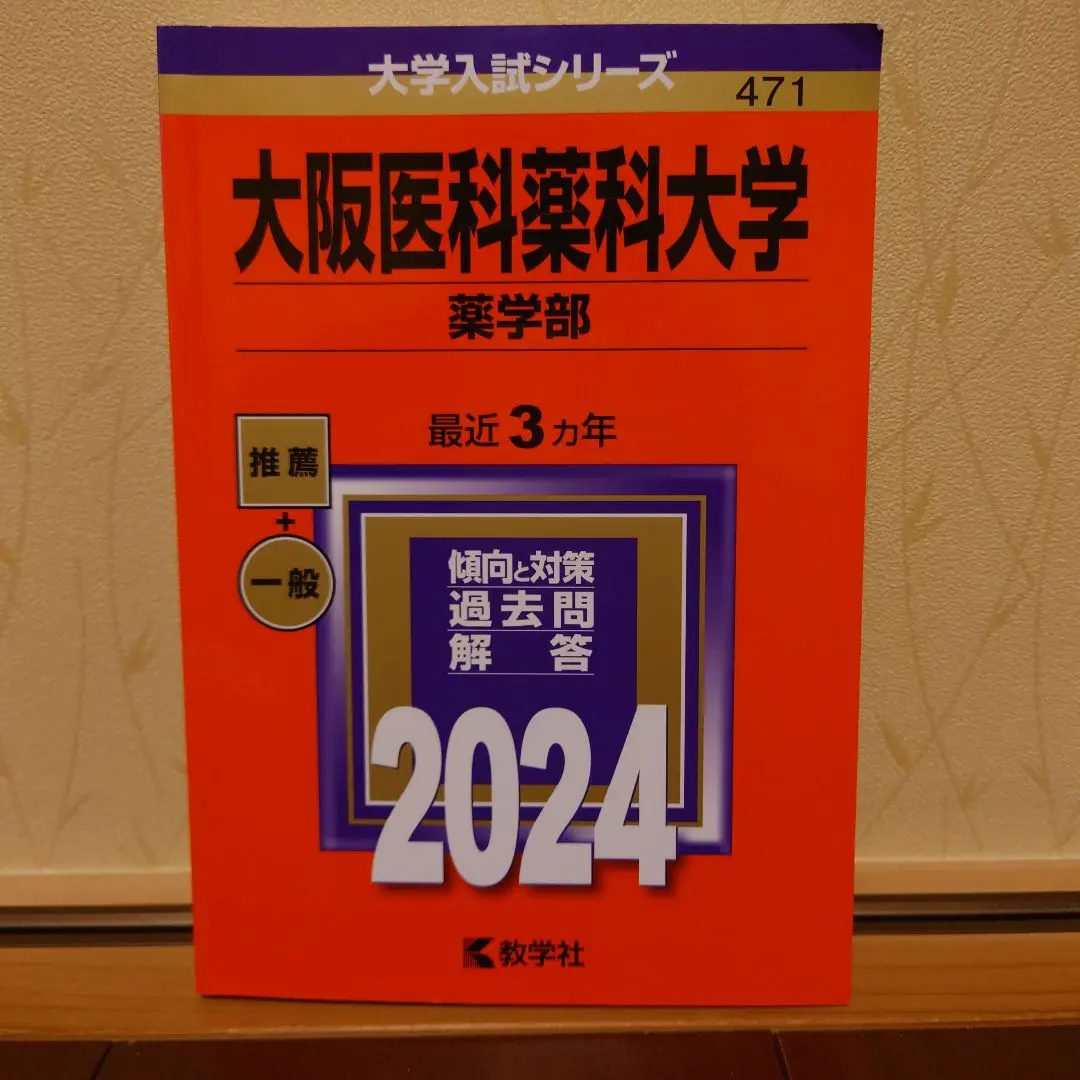 大学入試シリーズ
471
大阪医科薬科大学
薬学部
最近3カ年
推薦
+
一般
傾向と対策
過去問
解答
2024
教学社